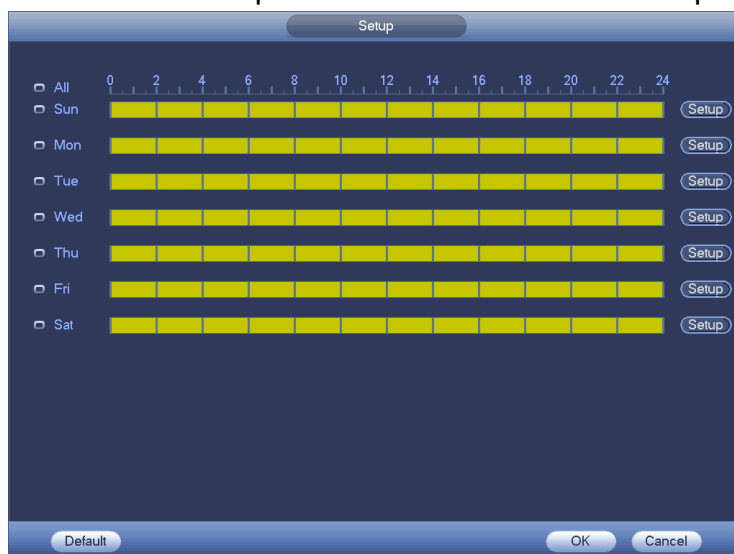 Setup
All 0 2 4 6 8 10 12 14 16 18 20 22 24
Sun Setup
Mon Setup
Tue Setup
Wed Setup
Thu Setup
Fri Setup
Sat Setup
Default OK Cancel